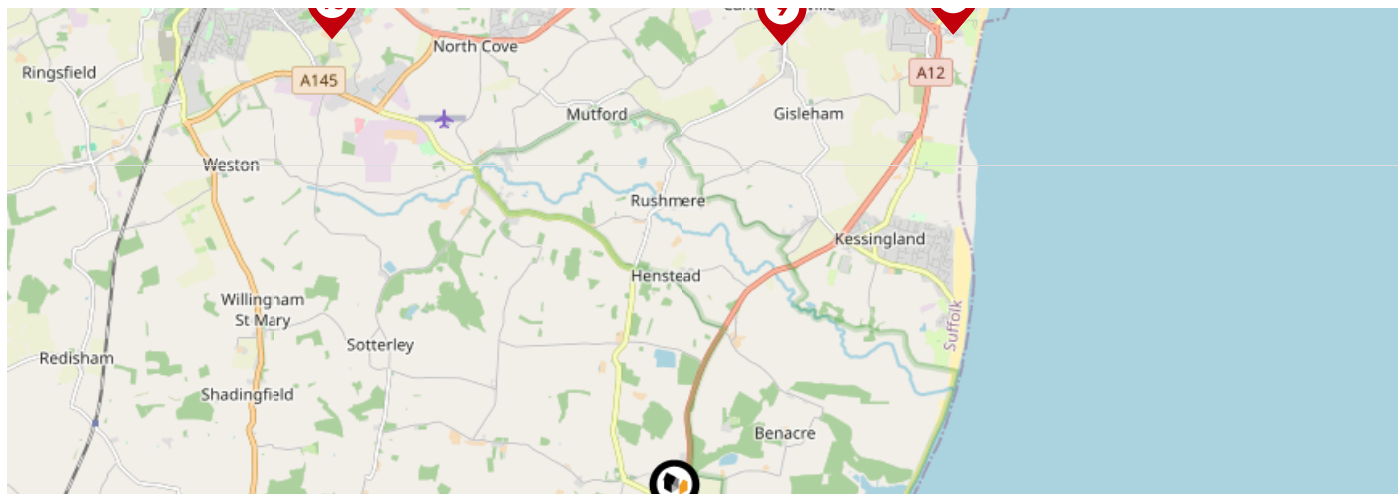 9
North Cove
Ringsfield
A145
A12
Mutford
Gisleham
Weston
Rushmere
Kessingland
Henstead
Willingham
St Mary
Suffolk
Sotterley
Redisham
Shadingfield
Benacre